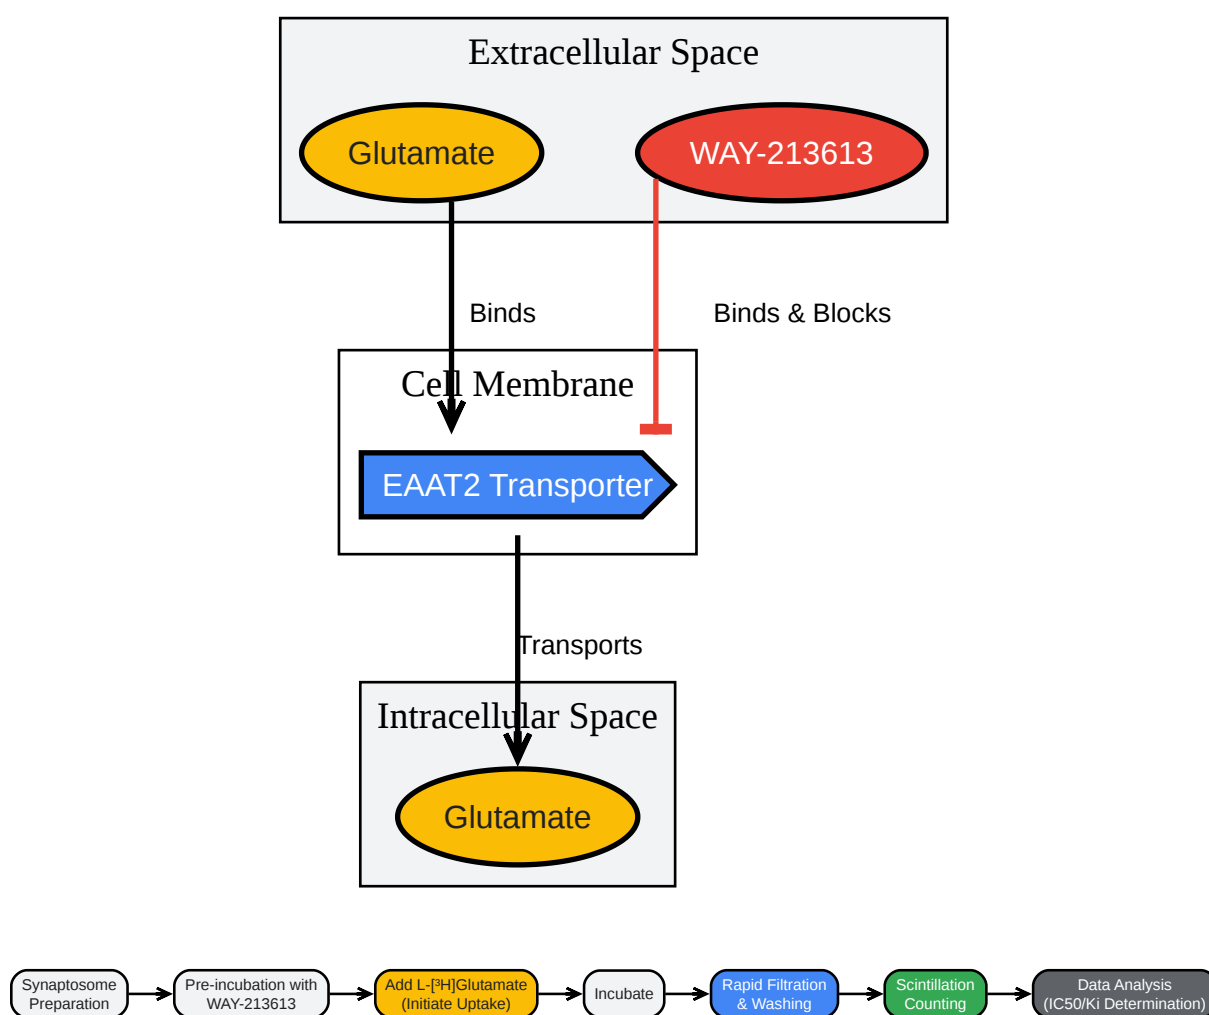 Extracellular Space
Glutamate
WAY-213613
Binds
Binds & Blocks
Cell Membrane
EAAT2 Transporter
Transports
Intracellular Space
Glutamate
Synaptosome
Preparation
Pre-incubation with
WAY-213613
Add L-[³H]Glutamate
(Initiate Uptake)
Incubate
Rapid Filtration
& Washing
Scintillation
Counting
Data Analysis
(IC50/Ki Determination)